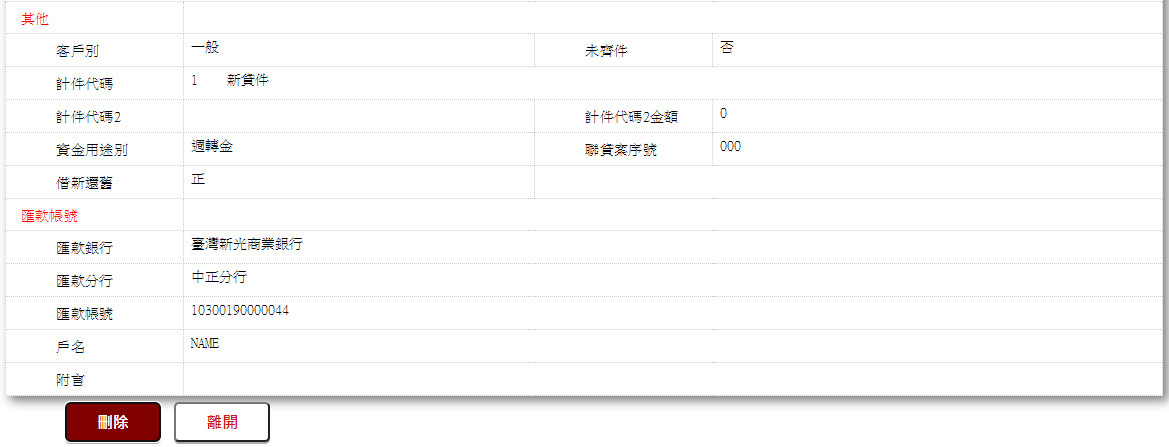 其他
客戶別 一般 未齊件 否
計件代碼 1 新貸件
計件代碼2 計件代碼2金額 0
資金用途別 週轉金 聯貸案序號 000
借新還舊 正
匯款帳號
匯款銀行 臺灣新光商業銀行
匯款分行 中正分行
匯款帳號 10300190000044
戶名 NAME
附言
刪除 離開